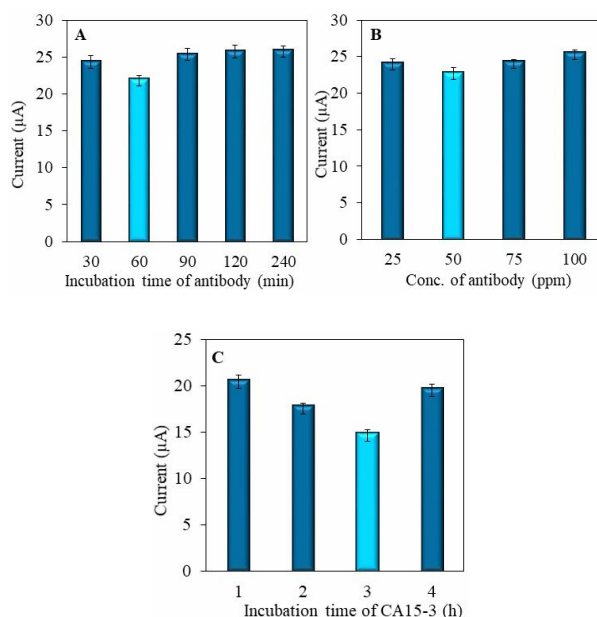 A
30
25
20
15
10
5
0
Current (µA)
30 60 90 120 240
Incubation time of antibody (min)
B
30
25
20
15
10
5
0
Current (µA)
25 50 75 100
Conc. of antibody (ppm)
C
25
20
15
10
5
0
Current (µA)
1 2 3 4
Incubation time of CA15-3 (h)